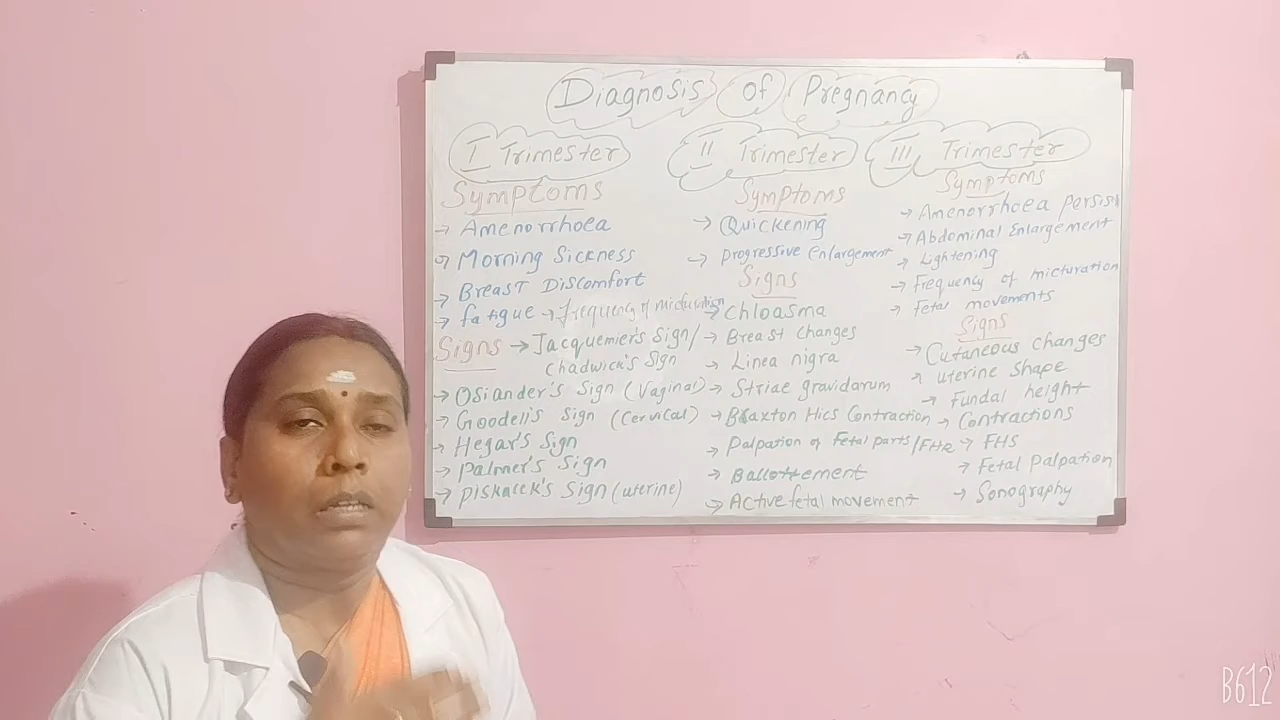 Diagnosis of Pregnancy
I Trimester
Symptoms
→ Amenorrhoea
→ Morning Sickness
→ Breast Discomfort
→ fatigue → frequency of micturation
Signs → Jacquemier's Sign/
Chadwick's Sign
→ Osiander's Sign (Vaginal)
→ Goodell's Sign (Cervical)
→ Hegar's Sign
→ Palmer's Sign
→ Piskacek's Sign (uterine)
II Trimester
Symptoms
→ Quickening
→ Progressive Enlargement
Signs
→ Chloasma
→ Breast changes
→ Linea nigra
→ Striae gravidarum
→ Braxton Hics Contraction
→ Palpation of Fetal parts/FHR
→ Ballottement
→ Active fetal movement
III Trimester
Symptoms
→ Amenorrhoea Persist
→ Abdominal Enlargement
→ Lightening
→ Frequency of micturation
→ Fetal movements
Signs
→ Cutaneous changes
→ uterine Shape
→ Fundal height
→ Contractions
→ FHS
→ Fetal Palpation
→ Sonography
B612